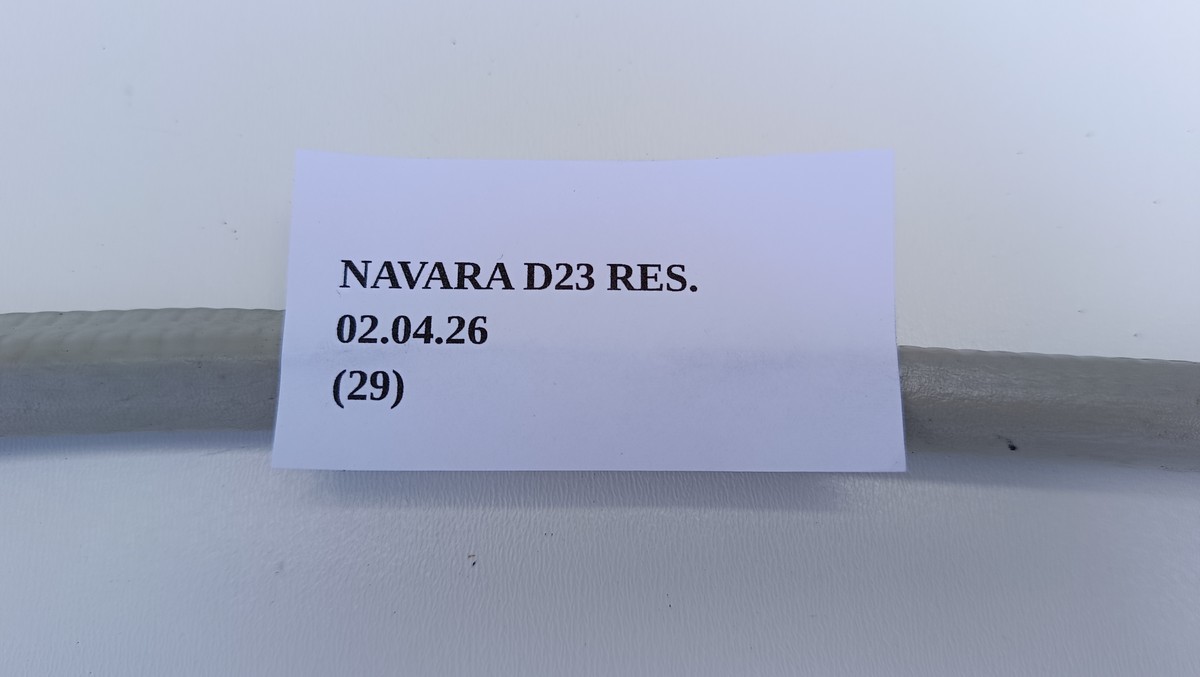 NAVARA D23 RES.
02.04.26
(29)